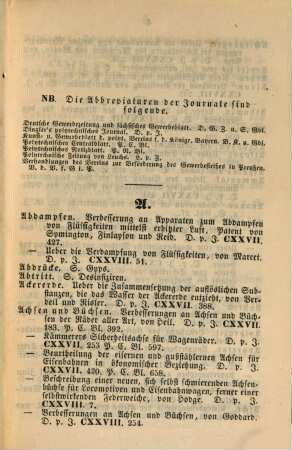 NB. Die Abbreviaturen der Journale sind
folgende.
Deutsche Gewerbezeitung und sächsisches Gewerbeblatt. D. G. Z. u. S. Gbl.
Dingler's polytechnisches Journal. D. p. J.
Kunst- u. Gewerbeblatt d. polyt. Vereins f. d. Königr. Bayern. B. K. u. Gbl.
Polytechnisches Centralblatt. P. C. Bl.
Polytechnisches Notizblatt. P. N. Bl.
Polytechnische Zeitung von Leuchs. L. p. Z.
Verhandlungen des Vereins zur Beförderung des Gewerbefleißes in Preußen.
V. d. V. f. G. i. P.
A.
Abdampfen. Verbesserung an Apparaten zum Abdampfen
von Flüssigkeiten mittelst erhitzter Luft, Patent von
Symington, Finlayson und Reid. D. p. J. CXXVII.
427.
— Ueber die Verdampfung von Flüssigkeiten, von Marcet.
D. p. J. CXXVIII. 51.
Abdrücke. S. Gyps.
Abtritt. S. Desinfiziren.
Ackererde. Ueber die Zusammensetzung der auflöslichen Sub-
stanzen, die das Wasser der Ackererde entzieht, von Ver-
deil und Risler. D. p. J. CXXVII. 388.
Achsen und Büchsen. Verbesserungen an Achsen und Büch-
sen der Räder aller Art, von Heil. D. p. J. CXXVII.
183. P. C. Bl. 392.
— Kämmerers Sicherheitsachse für Wagenräder. D. p. J.
CXXVII. 253 P. C. Bl. 597.
— Beurtheilung der eisernen und gußstählernen Achsen für
Eisenbahnen in ökonomischer Beziehung. D. p. J.
CXXVII. 420. P. C. Bl. 658.
— Beschreibung einer neuen, sich selbst schmierenden Achsen-
büchse für Locomotiven und Eisenbahnwagen, ferner einer
selbstwirkenden Federweiche, von Hodge. D. p. J.
CXXVIII. 7.
— Verbesserungen an Achsen und Büchsen, von Goddard.
D. p. J. CXXVIII. 254.